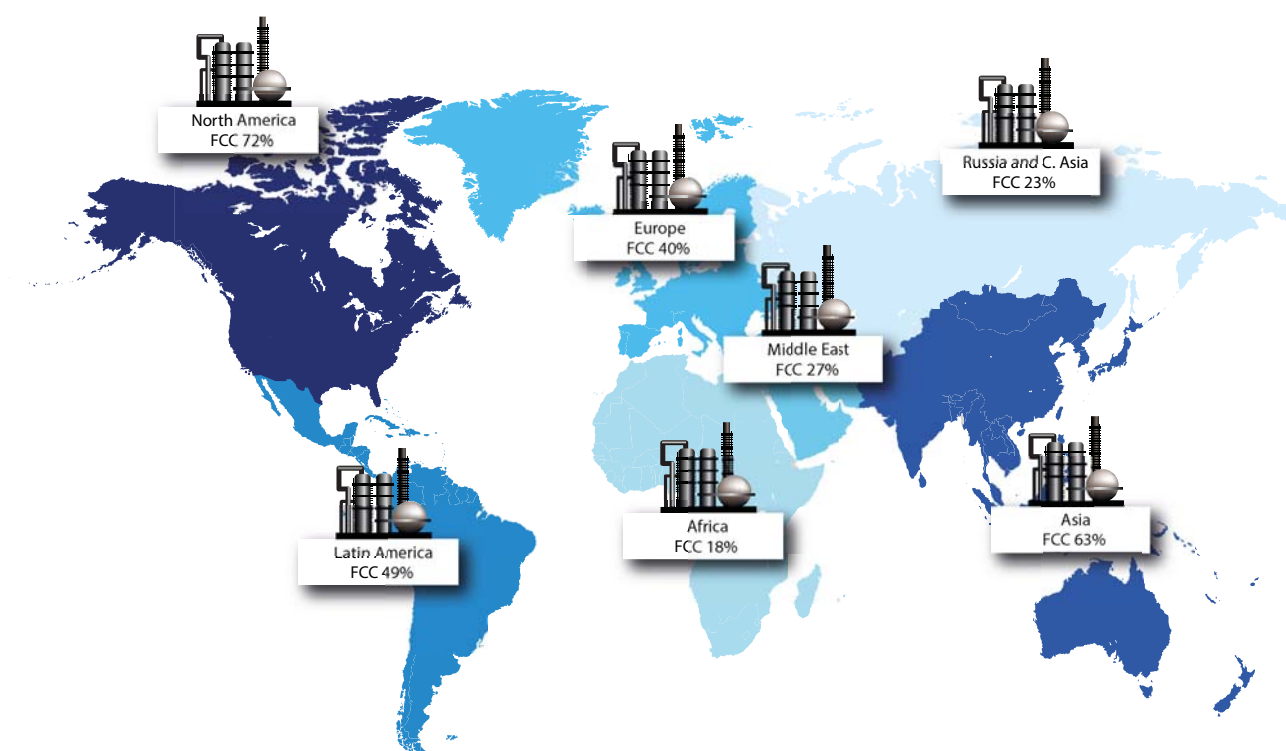 North America
FCC 72%
Russia and C. Asia
FCC 23%
Europe
FCC 40%
Middle East
FCC 27%
Latin America
FCC 49%
Africa
FCC 18%
Asia
FCC 63%